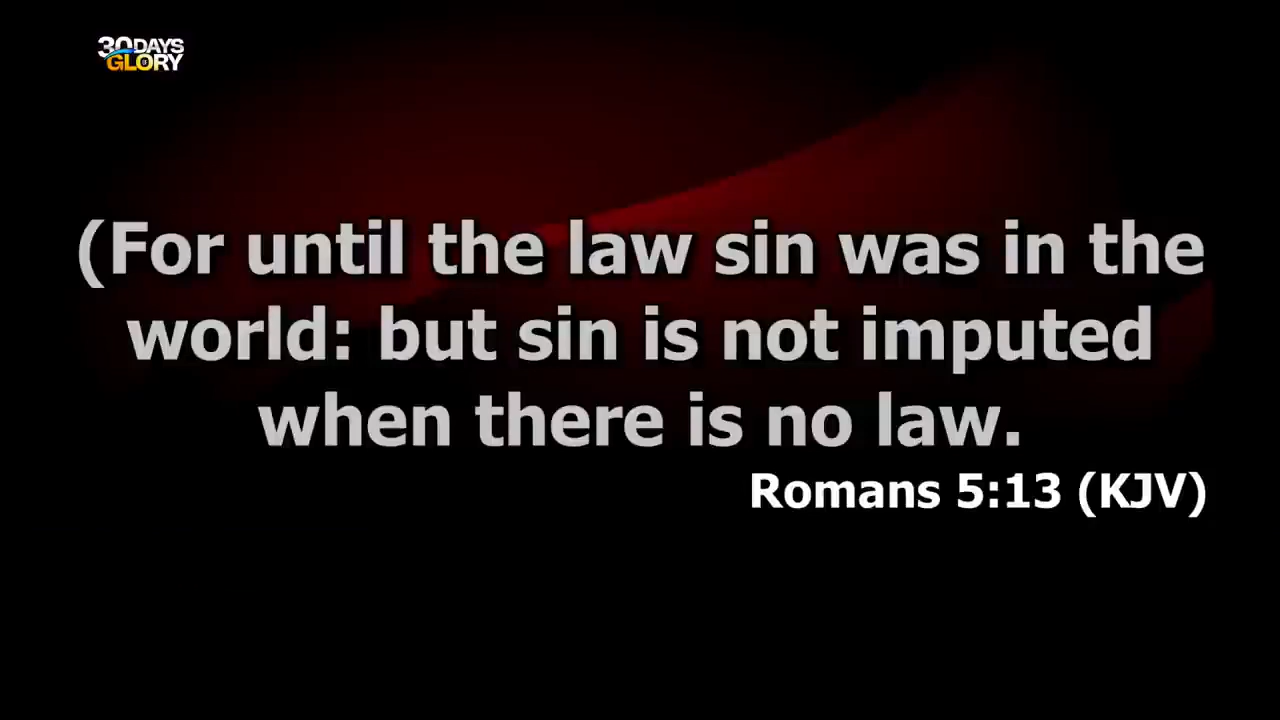 30DAYS
GLORY
(For until the law sin was in the
world: but sin is not imputed
when there is no law.
Romans 5:13 (KJV)